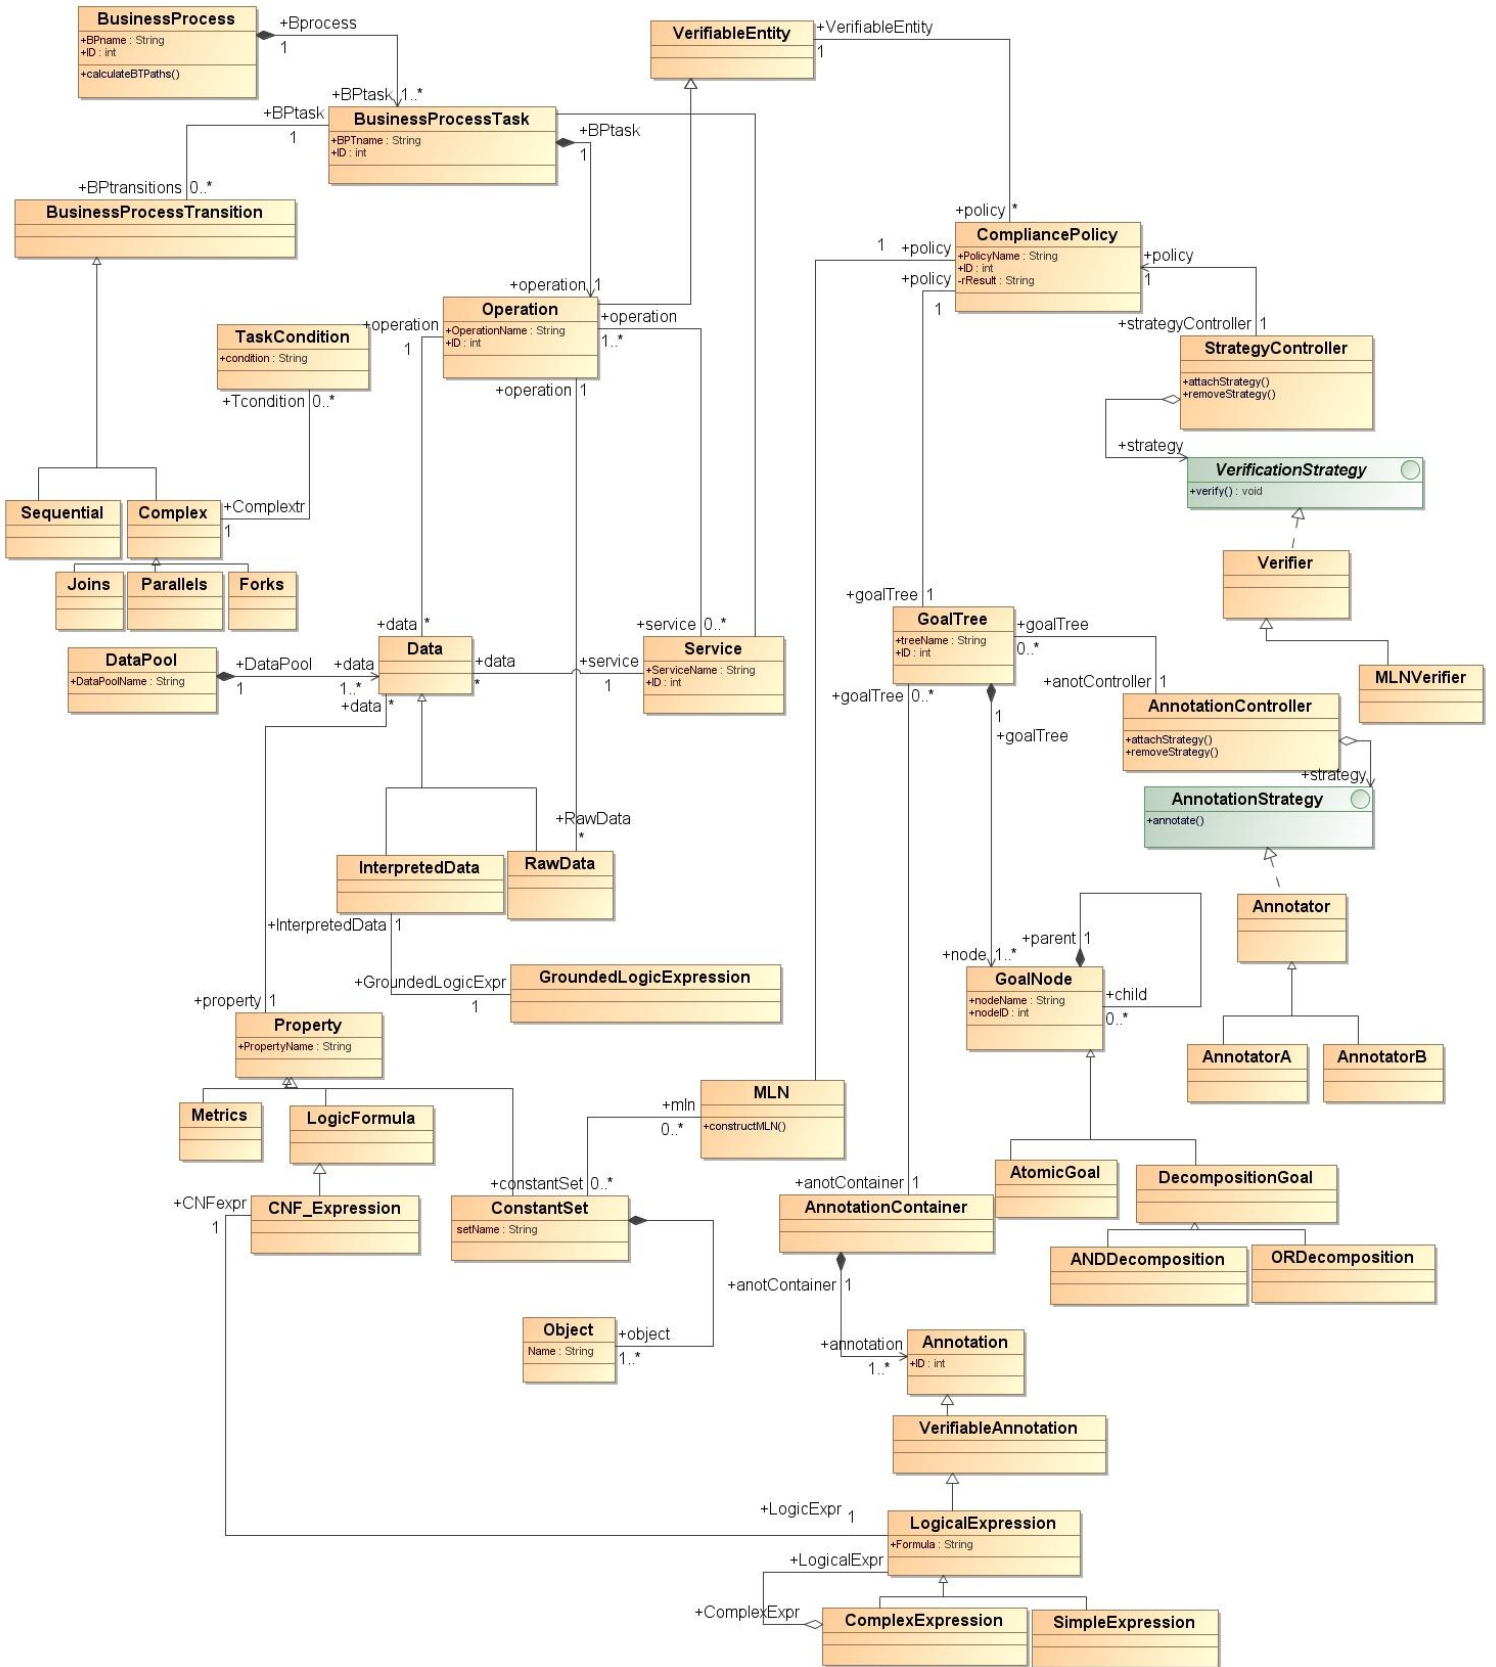 BusinessProcess
+BPname : String
+ID : int
+calculateBTPaths()
+Bprocess
1
VerifiableEntity
+VerifiableEntity
1
+BPtask 1..*
+BPtask
1
BusinessProcessTask
+BPTname : String
+ID : int
+BPtask
1
+BPtransitions 0..*
BusinessProcessTransition
+policy *
CompliancePolicy
+PolicyName : String
+ID : int
-rResult : String
1 +policy
+policy
1
+policy
1
+strategyController 1
StrategyController
+attachStrategy()
+removeStrategy()
+strategy
VerificationStrategy
+verify() : void
Verifier
MLNVerifier
+operation 1
Operation
+OperationName : String
+ID : int
+operation
1
+operation
1..*
+operation 1
TaskCondition
+condition : String
+Tcondition 0..*
Sequential
Complex
+Complextr
1
Joins
Parallels
Forks
+data *
Data
DataPool
+DataPoolName : String
+DataPool
1
+data
1..*
+data *
+data
*
+service
1
+service 0..*
Service
+ServiceName : String
+ID : int
+goalTree 1
GoalTree
+treeName : String
+ID : int
+goalTree
0..*
+anotController 1
AnnotationController
+attachStrategy()
+removeStrategy()
+goalTree 0..*
1
+goalTree
+strategy
AnnotationStrategy
+annotate()
Annotator
AnnotatorA
AnnotatorB
+RawData
*
InterpretedData
RawData
+InterpretedData 1
+GroundedLogicExpr
1
GroundedLogicExpression
+node 1..*
+parent 1
GoalNode
+nodeName : String
+nodeID : int
+child
0..*
+property 1
Property
+PropertyName : String
Metrics
LogicFormula
MLN
+constructMLN()
+mln
0..*
+constantSet 0..*
+CNFexpr
1
CNF_Expression
ConstantSet
setName : String
+anotContainer 1
AnnotationContainer
AtomicGoal
DecompositionGoal
ANDDecomposition
ORDecomposition
+anotContainer 1
Object
Name : String
+object
1..*
+annotation
1..*
Annotation
+ID : int
VerifiableAnnotation
+LogicExpr 1
LogicalExpression
+Formula : String
+LogicalExpr
+ComplexExpr
ComplexExpression
SimpleExpression